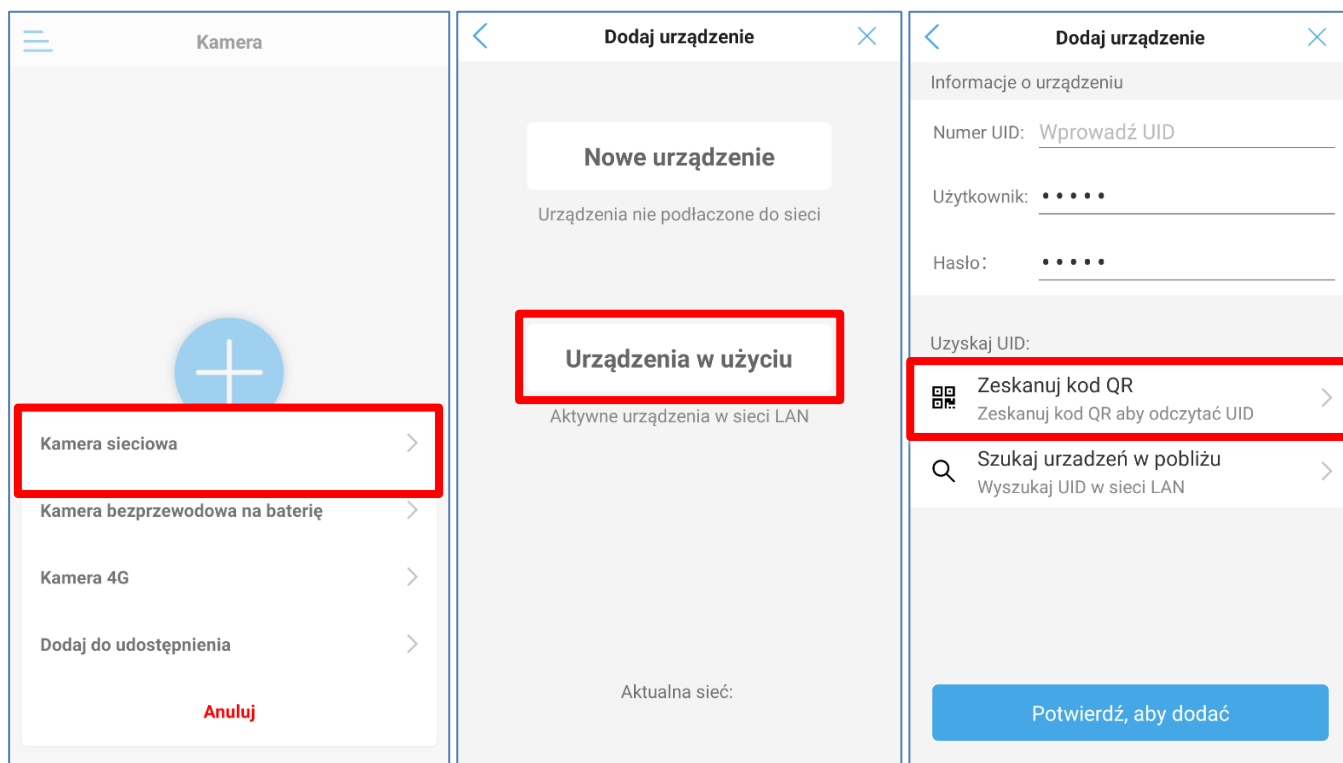 Kamera
Kamera sieciowa
Kamera bezprzewodowa na baterię
Kamera 4G
Dodaj do udostępnienia
Anuluj
Dodaj urządzenie
Nowe urządzenie
Urządzenia nie podłaczone do sieci
Urządzenia w użyciu
Aktywne urządzenia w sieci LAN
Aktualna sieć:
Dodaj urządzenie
Informacje o urządzeniu
Numer UID: Wprowadź UID
Użytkownik: •••••
Hasło: •••••
Uzyskaj UID:
Zeskanuj kod QR
Zeskanuj kod QR aby odczytać UID
Szukaj urzadzeń w pobliżu
Wyszukaj UID w sieci LAN
Potwierdź, aby dodać